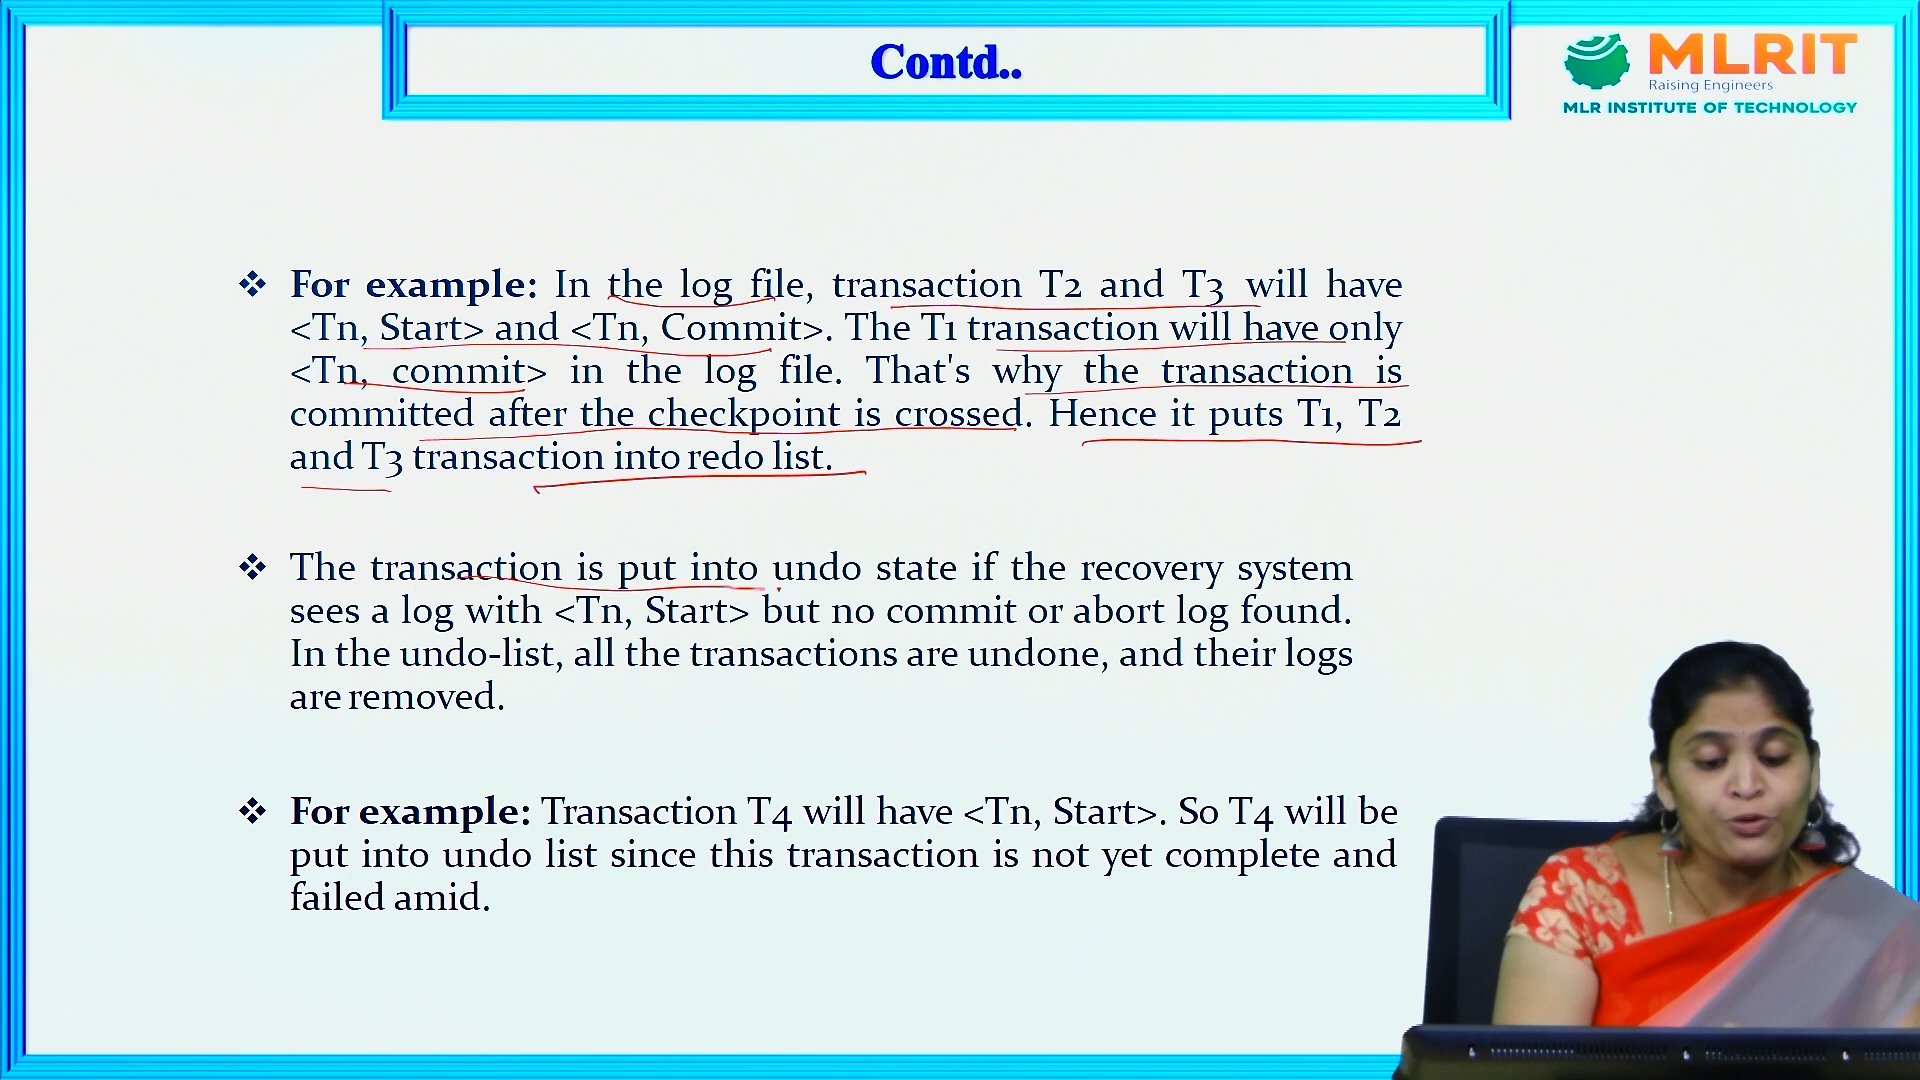 Contd..
MLRIT
Raising Engineers
MLR INSTITUTE OF TECHNOLOGY
❖ For example: In the log file, transaction T2 and T3 will have
<Tn, Start> and <Tn, Commit>. The T1 transaction will have only
<Tn, commit> in the log file. That's why the transaction is
committed after the checkpoint is crossed. Hence it puts T1, T2
and T3 transaction into redo list.
❖ The transaction is put into undo state if the recovery system
sees a log with <Tn, Start> but no commit or abort log found.
In the undo-list, all the transactions are undone, and their logs
are removed.
❖ For example: Transaction T4 will have <Tn, Start>. So T4 will be
put into undo list since this transaction is not yet complete and
failed amid.